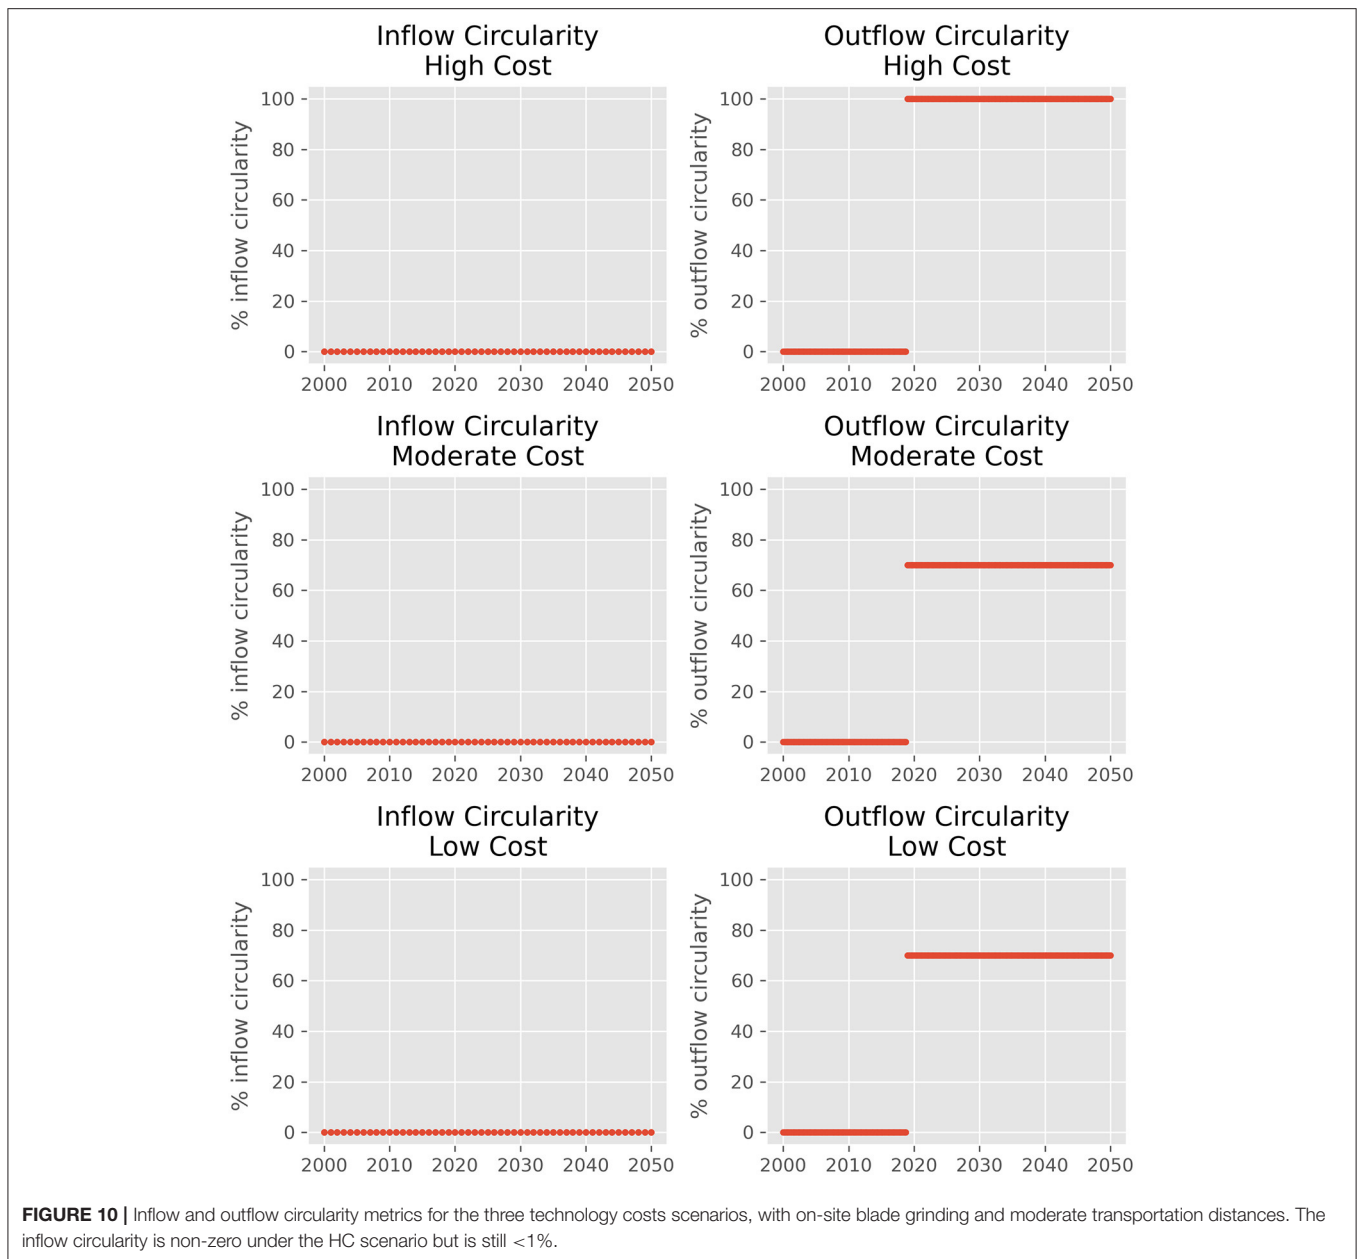 Inflow Circularity
High Cost
% inflow circularity
100
80
60
40
20
0
2000 2010 2020 2030 2040 2050
Outflow Circularity
High Cost
% outflow circularity
100
80
60
40
20
0
2000 2010 2020 2030 2040 2050
Inflow Circularity
Moderate Cost
% inflow circularity
100
80
60
40
20
0
2000 2010 2020 2030 2040 2050
Outflow Circularity
Moderate Cost
% outflow circularity
100
80
60
40
20
0
2000 2010 2020 2030 2040 2050
Inflow Circularity
Low Cost
% inflow circularity
100
80
60
40
20
0
2000 2010 2020 2030 2040 2050
Outflow Circularity
Low Cost
% outflow circularity
100
80
60
40
20
0
2000 2010 2020 2030 2040 2050
FIGURE 10 | Inflow and outflow circularity metrics for the three technology costs scenarios, with on-site blade grinding and moderate transportation distances. The
inflow circularity is non-zero under the HC scenario but is still <1%.